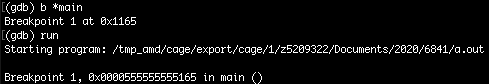 (gdb) b *main
Breakpoint 1 at 0x1165
(gdb) run
Starting program: /tmp_amd/cage/export/cage/1/z5209322/Documents/2020/6841/a.out
Breakpoint 1, 0x0000555555555165 in main ()